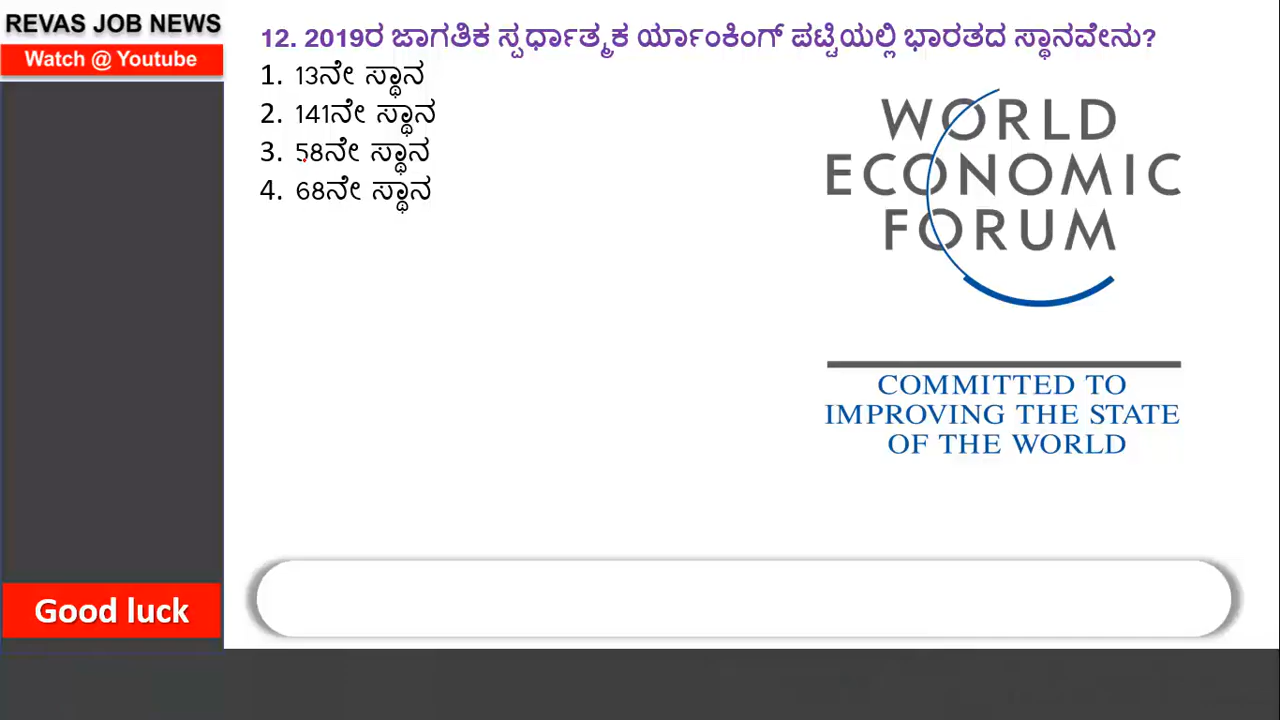 REVAS JOB NEWS
Watch @ Youtube
12. 2019ರ ಜಾಗತಿಕ ಸ್ಪರ್ಧಾತ್ಮಕ ರ್ಯಾಂಕಿಂಗ್ ಪಟ್ಟಿಯಲ್ಲಿ ಭಾರತದ ಸ್ಥಾನವೇನು?
1. 13ನೇ ಸ್ಥಾನ
2. 141ನೇ ಸ್ಥಾನ
3. 58ನೇ ಸ್ಥಾನ
4. 68ನೇ ಸ್ಥಾನ
WORLD
ECONOMIC
FORUM
COMMITTED TO
IMPROVING THE STATE
OF THE WORLD
Good luck